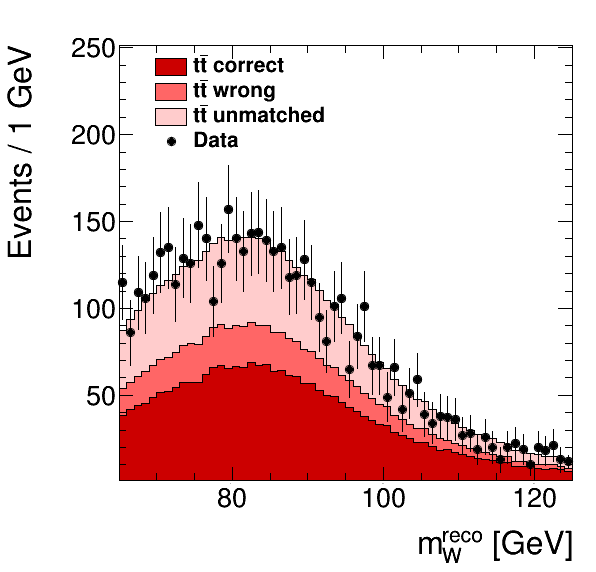 250
200
150
100
50
Events / 1 GeV
tt̄ correct
tt̄ wrong
tt̄ unmatched
Data
80 100 120
m_W^reco [GeV]